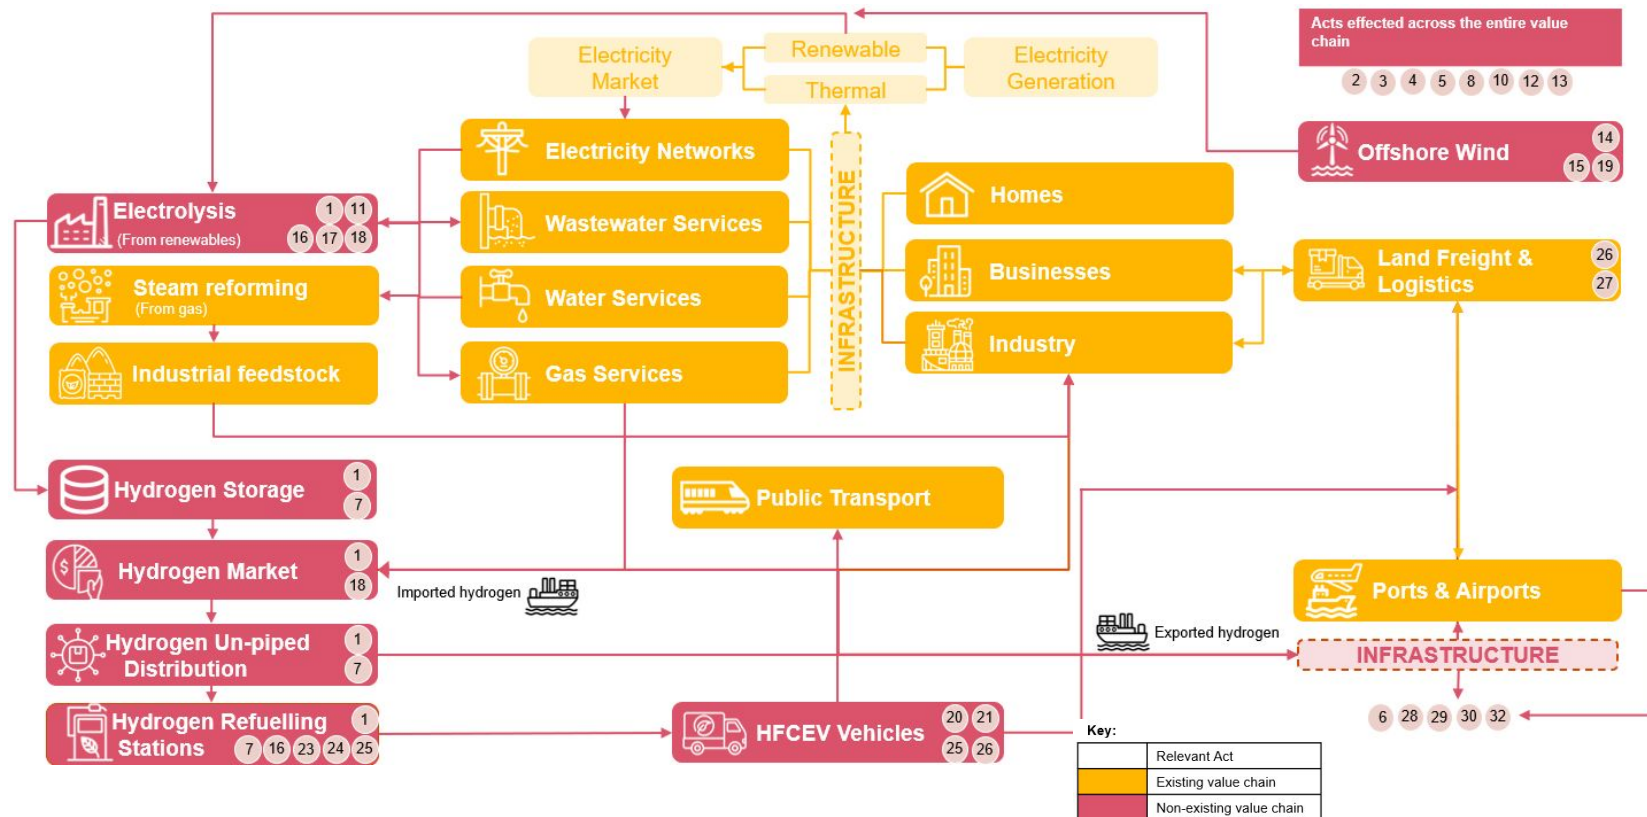 Acts effected across the entire value
chain
2 3 4 5 8 10 12 13
Electricity
Market
Renewable
Thermal
Electricity
Generation
Electricity Networks
Offshore Wind
14
15 19
Electrolysis
(From renewables)
1 11
16 17 18
Wastewater Services
INFRASTRUCTURE
Homes
Steam reforming
(From gas)
Water Services
Businesses
Land Freight &
Logistics
26
27
Industrial feedstock
Gas Services
Industry
Hydrogen Storage
1
7
Public Transport
Hydrogen Market
1
18
Imported hydrogen
Ports & Airports
Hydrogen Un-piped
Distribution
1
7
Exported hydrogen
INFRASTRUCTURE
6 28 29 30 32
Hydrogen Refuelling
Stations
1
7 16 23 24 25
HFCEV Vehicles
20 21
25 26
Key:
Relevant Act
Existing value chain
Non-existing value chain